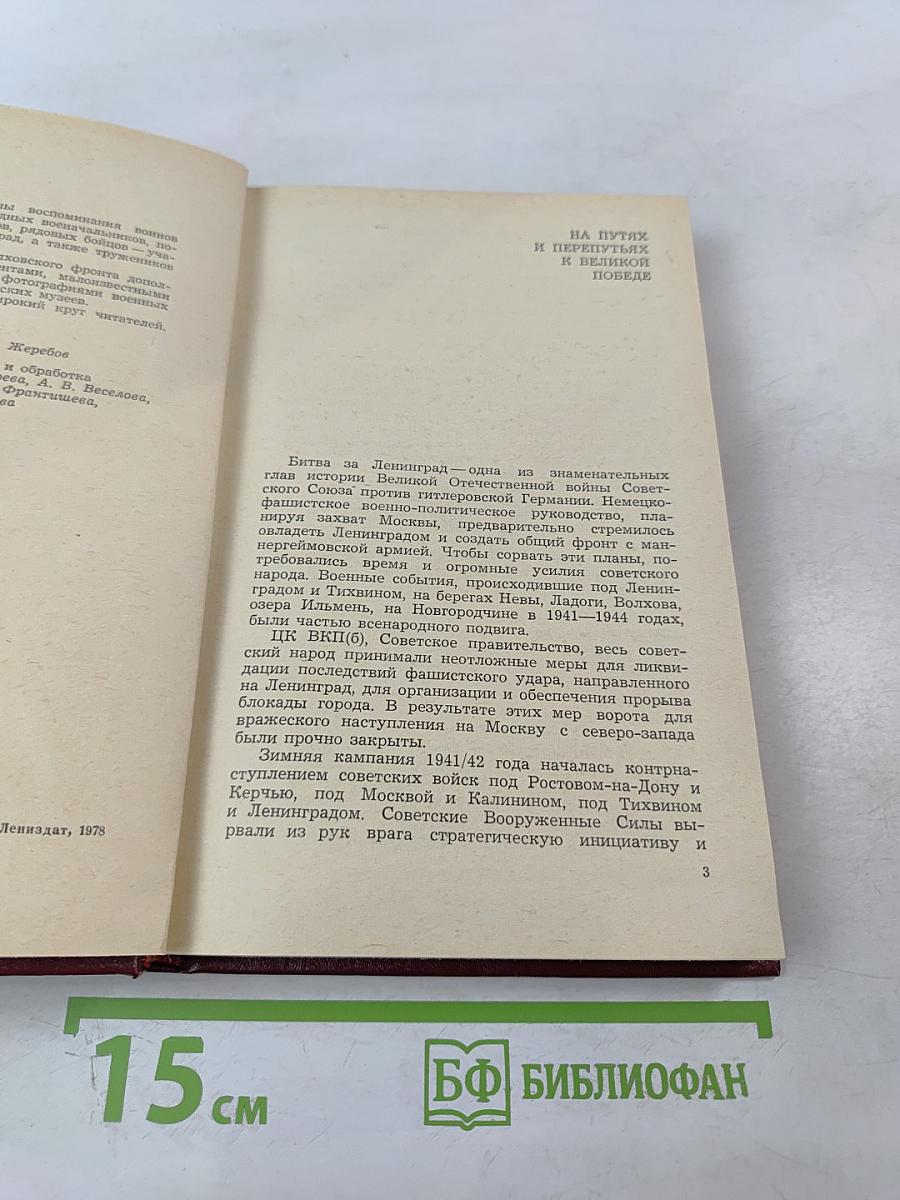 ны воспоминания воинов
дных военачальников, по-
ов, рядовых бойцов — уча-
рад, а также тружеников
ховского фронта допол-
ентами, малоизвестными
фотографиями военных
ских музеев.
ирокий круг читателей.
Жеребов
и обработка
рева, А. В. Веселова,
Франтишева,
ва
Лениздат, 1978
НА ПУТЯХ
И ПЕРЕПУТЬЯХ
К ВЕЛИКОЙ
ПОБЕДЕ
Битва за Ленинград — одна из знаменательных
глав истории Великой Отечественной войны Совет-
ского Союза против гитлеровской Германии. Немецко-
фашистское военно-политическое руководство, пла-
нируя захват Москвы, предварительно стремилось
овладеть Ленинградом и создать общий фронт с ман-
нергеймовской армией. Чтобы сорвать эти планы, по-
требовались время и огромные усилия советского
народа. Военные события, происходившие под Ленин-
градом и Тихвином, на берегах Невы, Ладоги, Волхова,
озера Ильмень, на Новгородчине в 1941—1944 годах,
были частью всенародного подвига.
ЦК ВКП(б), Советское правительство, весь совет-
ский народ принимали неотложные меры для ликви-
дации последствий фашистского удара, направленного
на Ленинград, для организации и обеспечения прорыва
блокады города. В результате этих мер ворота для
вражеского наступления на Москву с северо-запада
были прочно закрыты.
Зимняя кампания 1941/42 года началась контрна-
ступлением советских войск под Ростовом-на-Дону и
Керчью, под Москвой и Калинином, под Тихвином
и Ленинградом. Советские Вооруженные Силы вы-
рвали из рук врага стратегическую инициативу и
3
15 см
БФ БИБЛИОФАН